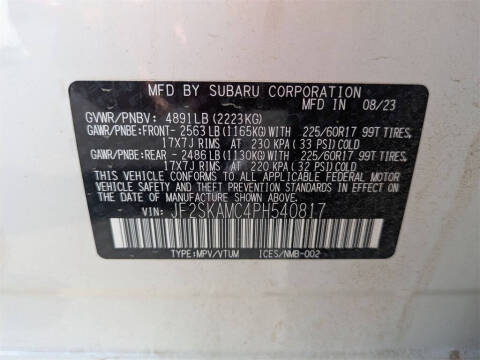 MFD BY SUBARU CORPORATION
MFD IN 08/23
GVWR/PNBV: 4891LB(2223KG)
GAWR/PNBE:FRONT- 2563LB(1165KG)WITH 225/60R17 99T TIRES,
17X7J RIMS AT 230 KPA (33 PSI)COLD
GAWR/PNBE:REAR - 2486LB(1130KG)WITH 225/60R17 99T TIRES,
17X7J RIMS AT 220 KPA (32 PSI)COLD
THIS VEHICLE CONFORMS TO ALL APPLICABLE FEDERAL MOTOR
VEHICLE SAFETY STANDARDS IN EFFECT ON THE
DATE OF MANUFACTURE SHOWN ABOVE.
VIN: JF2SKAMC4PH540817
TYPE:MPV/VTUM ICES/NMB-002